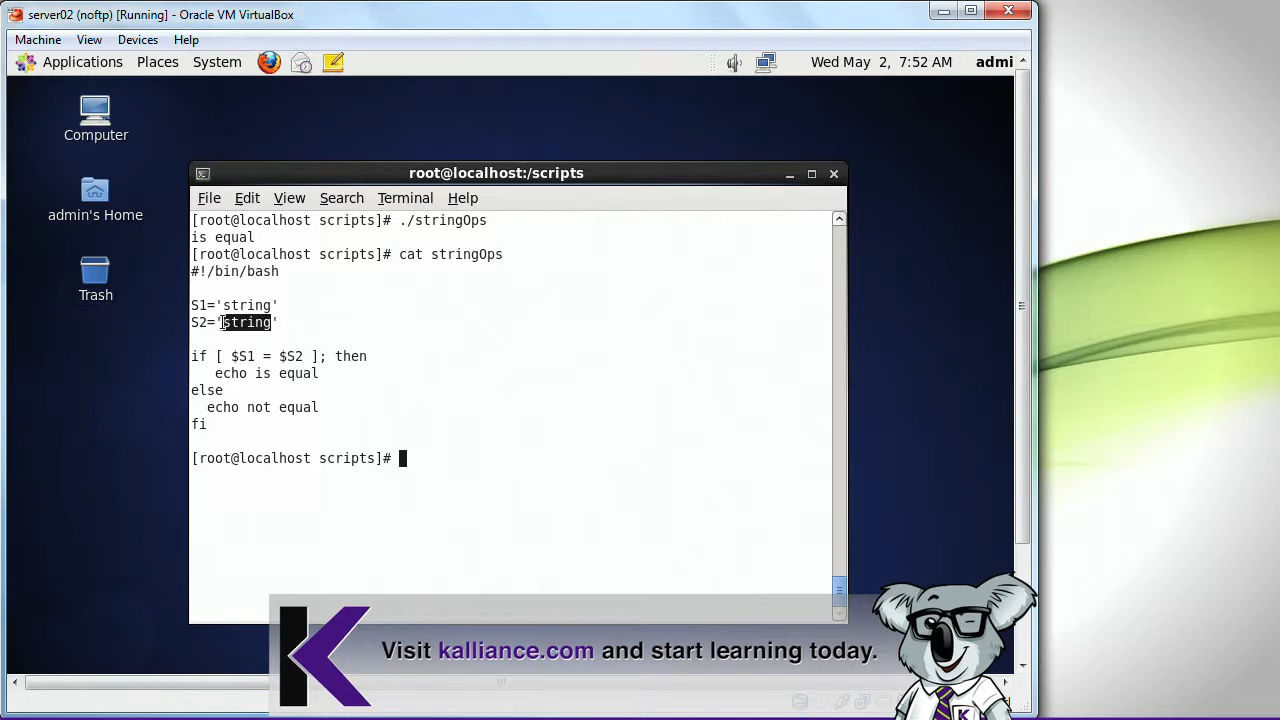 server02 (noftp) [Running] - Oracle VM VirtualBox
Machine View Devices Help
Applications Places System Wed May 2, 7:52 AM admi
Computer
admin's Home
Trash
root@localhost:/scripts
File Edit View Search Terminal Help
[root@localhost scripts]# ./stringOps
is equal
[root@localhost scripts]# cat stringOps
#!/bin/bash
S1='string'
S2='string'
if [ $S1 = $S2 ]; then
echo is equal
else
echo not equal
fi
[root@localhost scripts]#
K Visit kalliance.com and start learning today.
K